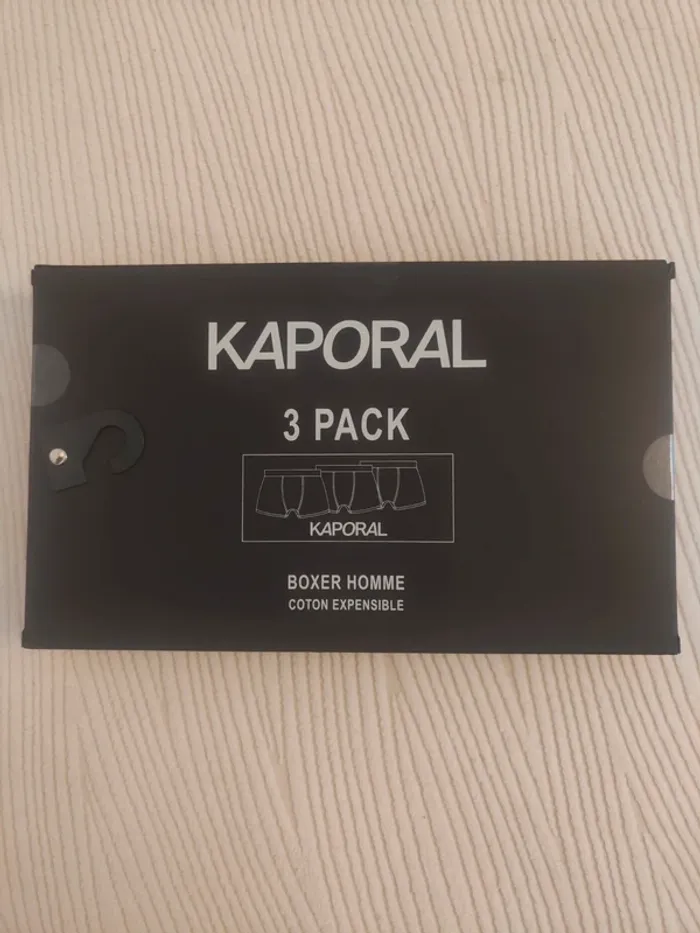 KAPORAL
3 PACK
KAPORAL
BOXER HOMME
COTON EXPENSIBLE